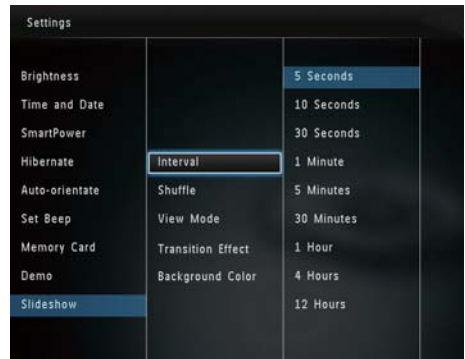 Settings
Brightness
Time and Date
SmartPower
Hibernate
Auto-orientate
Set Beep
Memory Card
Demo
Slideshow
Interval
Shuffle
View Mode
Transition Effect
Background Color
5 Seconds
10 Seconds
30 Seconds
1 Minute
5 Minutes
30 Minutes
1 Hour
4 Hours
12 Hours